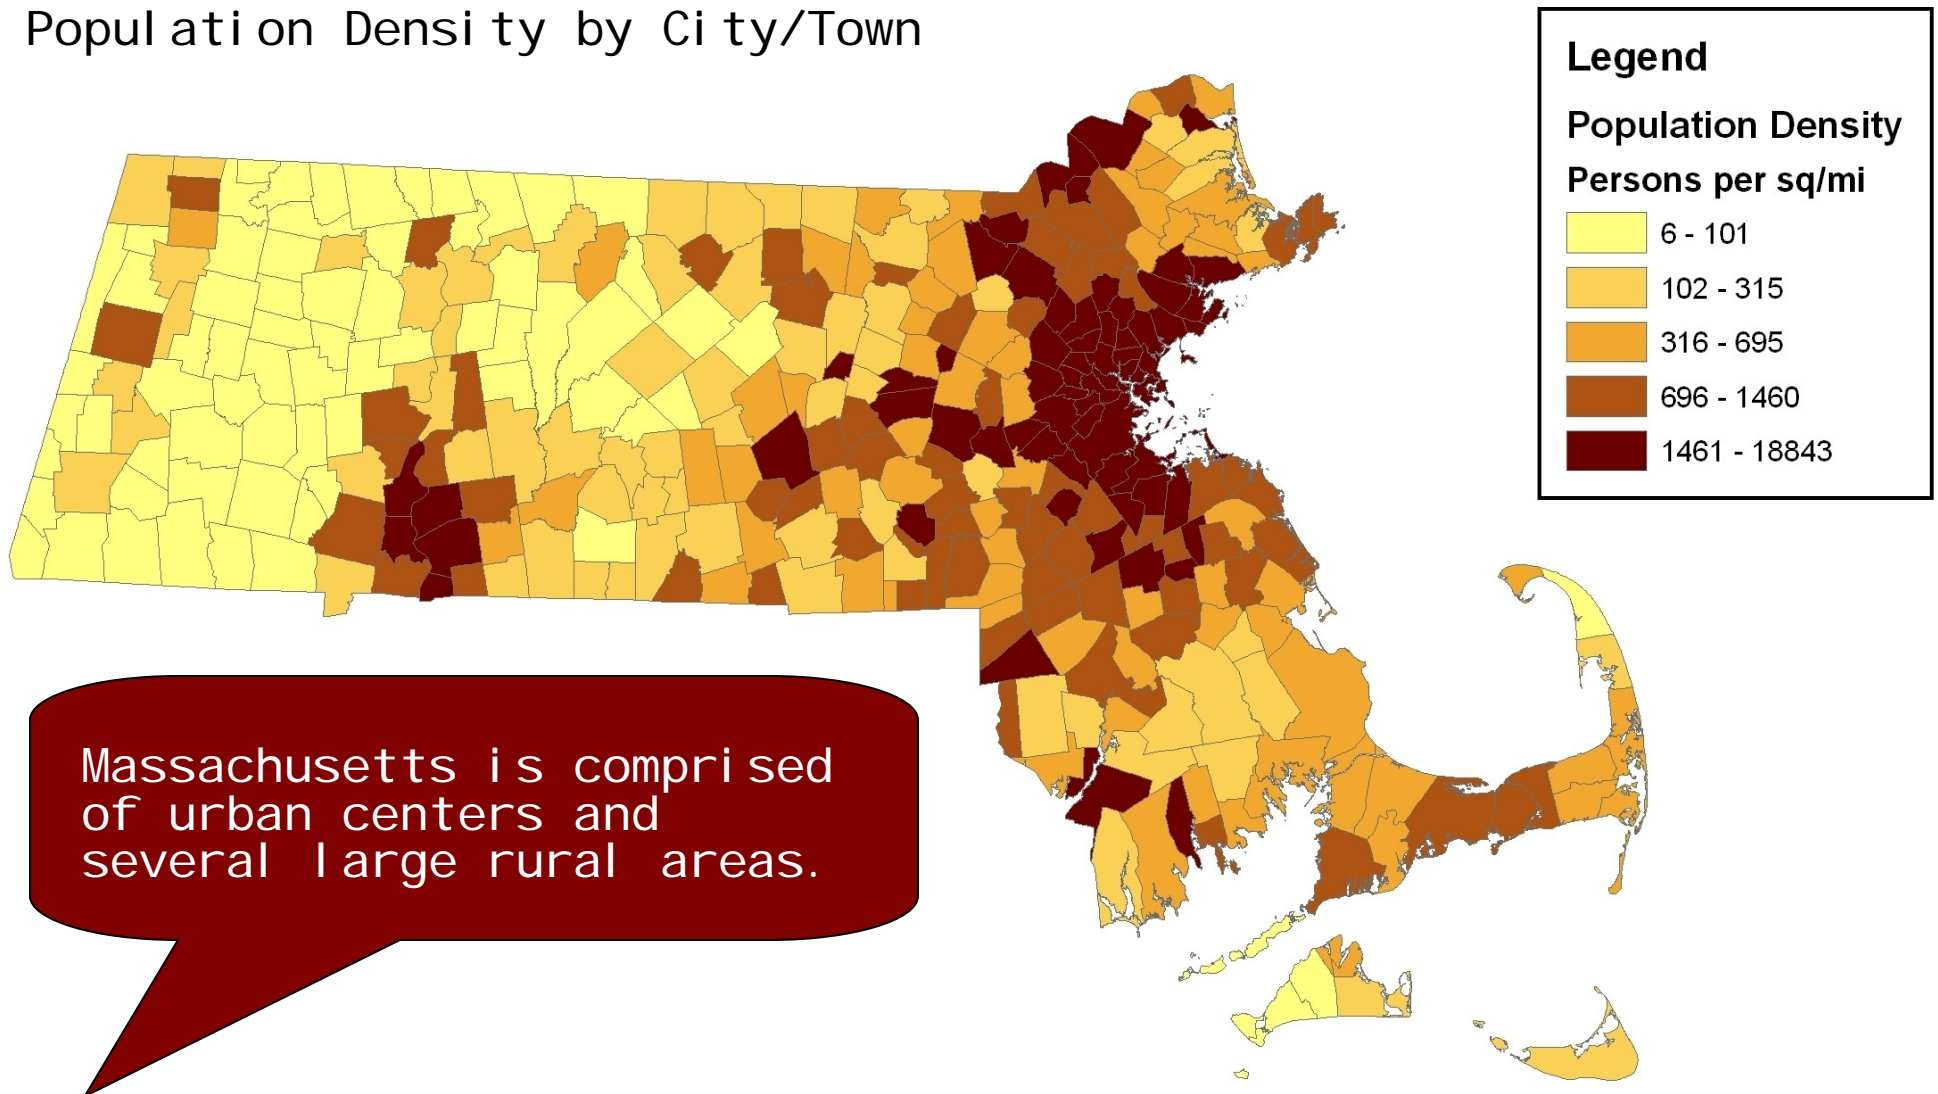 Population Density by City/Town
Legend
Population Density
Persons per sq/mi
6 - 101
102 - 315
316 - 695
696 - 1460
1461 - 18843
Massachusetts is comprised
of urban centers and
several large rural areas.